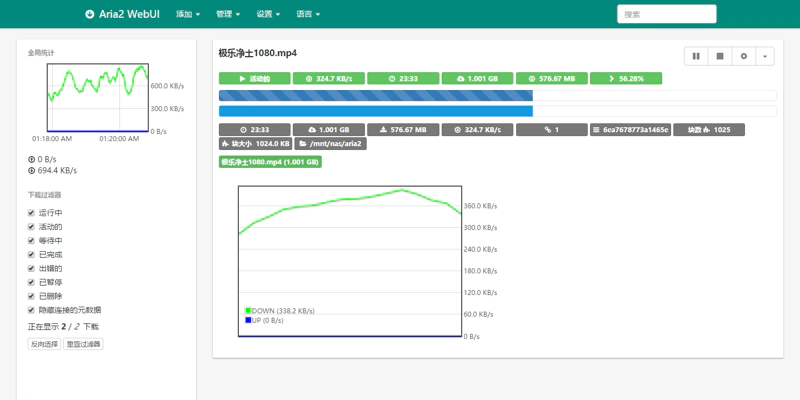 Aria2 WebUI 添加 管理 设置 语言 搜索
全局统计
600.0 KB/s
300.0 KB/s
0 B/s
01:18:00 AM 01:20:00 AM
0 B/s
694.4 KB/s
下载过滤器
运行中
活动的
等待中
已完成
出错的
已暂停
已删除
隐藏连接的元数据
正在显示 2 / 2 下载
反向选择 重置过滤器
极乐净土1080.mp4
活动的 324.7 KB/s 23:33 1.001 GB 576.67 MB 56.28%
23:33 1.001 GB 576.67 MB 324.7 KB/s 1 6ea7678773a1465e 块数 1025
块大小 1024.0 KB /mnt/nas/aria2
极乐净土1080.mp4 (1.001 GB)
360.0 KB/s
300.0 KB/s
240.0 KB/s
180.0 KB/s
120.0 KB/s
60.0 KB/s
0 B/s
DOWN (338.2 KB/s)
UP (0 B/s)